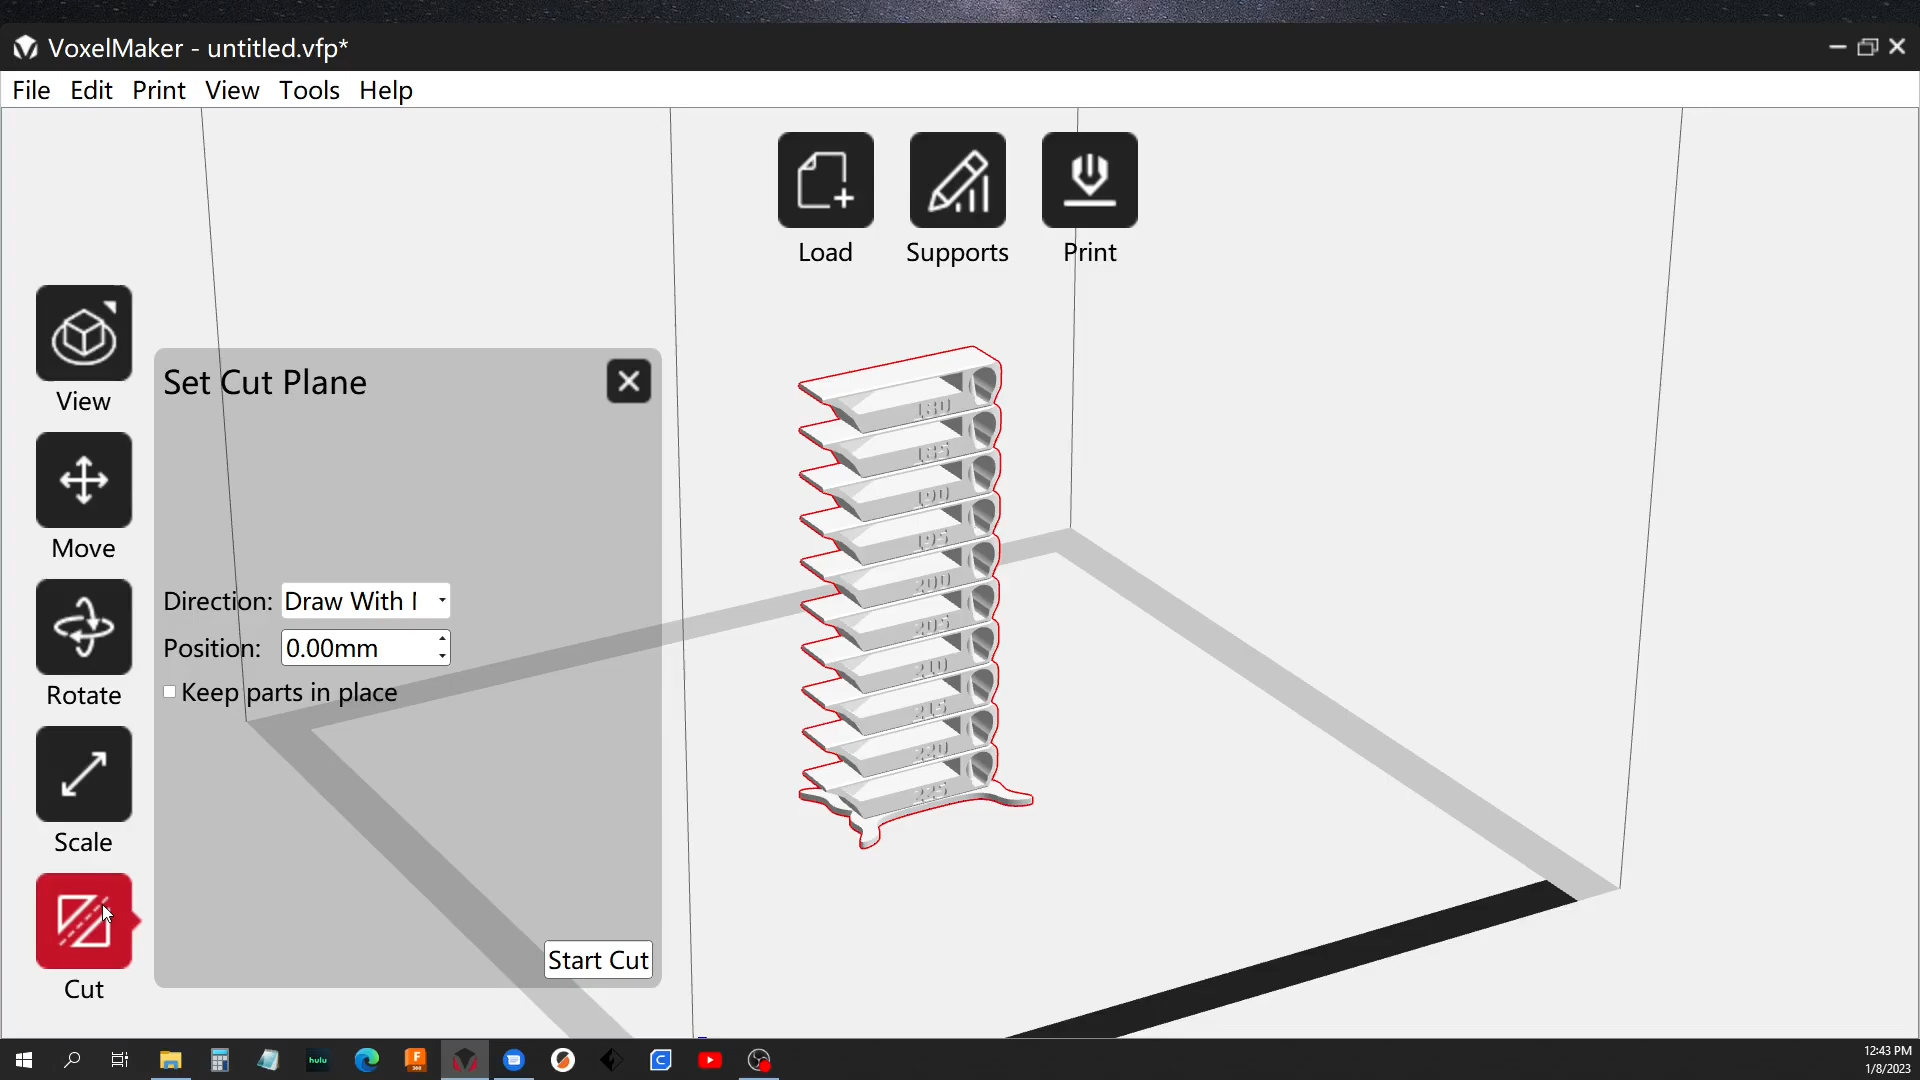 VoxelMaker - untitled.vfp*
File Edit Print View Tools Help
Load Supports Print
View
Move
Rotate
Scale
Cut
Set Cut Plane
Direction: Draw With
Position: 0.00mm
Keep parts in place
Start Cut
180
185
190
195
200
205
210
215
220
225
hulu
F
360
C
12:43 PM
1/8/2023